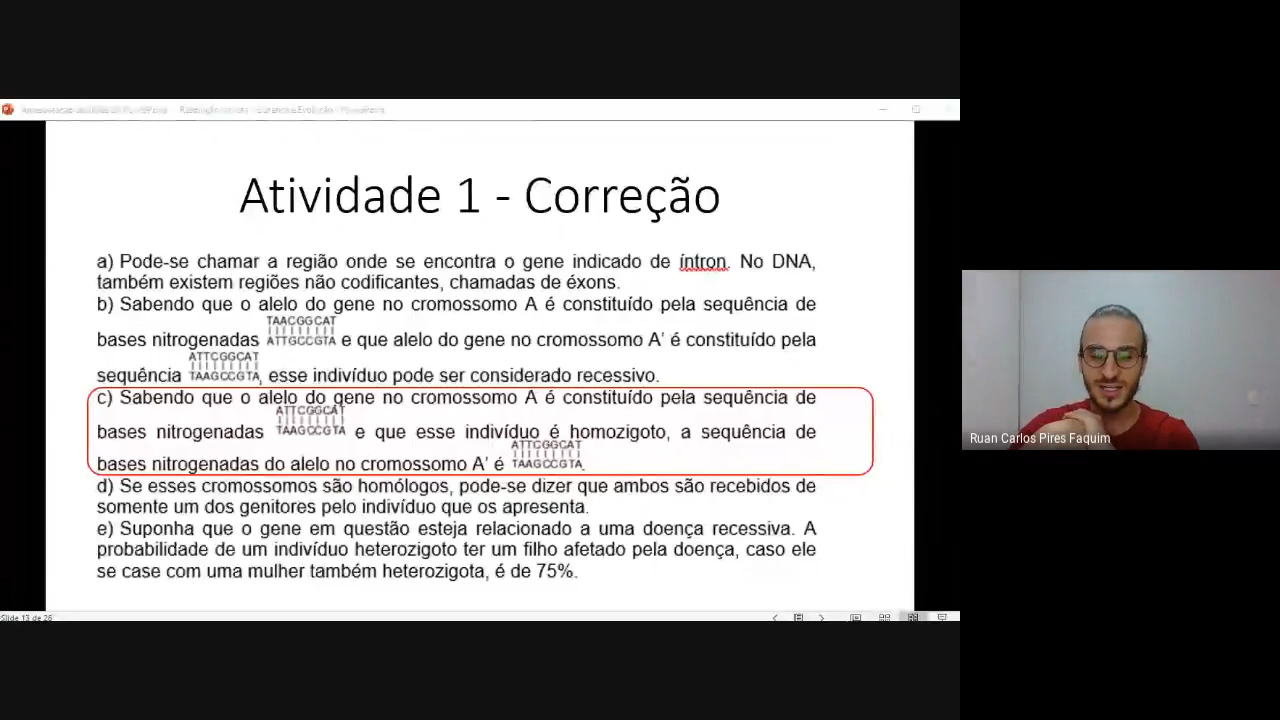 Atividade 1 - Correção
a) Pode-se chamar a região onde se encontra o gene indicado de íntron. No DNA,
também existem regiões não codificantes, chamadas de éxons.
b) Sabendo que o alelo do gene no cromossomo A é constituído pela sequência de
TAACGGCAT
bases nitrogenadas ATTGCCGTA e que alelo do gene no cromossomo A' é constituído pela
ATTCGGCAT
sequência TAAGCCGTA, esse indivíduo pode ser considerado recessivo.
c) Sabendo que o alelo do gene no cromossomo A é constituído pela sequência de
ATTCGGCAT
bases nitrogenadas TAAGCCGTA e que esse indivíduo é homozigoto, a sequência de
ATTCGGCAT
bases nitrogenadas do alelo no cromossomo A' é TAAGCCGTA.
d) Se esses cromossomos são homólogos, pode-se dizer que ambos são recebidos de
somente um dos genitores pelo indivíduo que os apresenta.
e) Suponha que o gene em questão esteja relacionado a uma doença recessiva. A
probabilidade de um indivíduo heterozigoto ter um filho afetado pela doença, caso ele
se case com uma mulher também heterozigota, é de 75%.
Slide 13 de 26
Ruan Carlos Pires Faquim